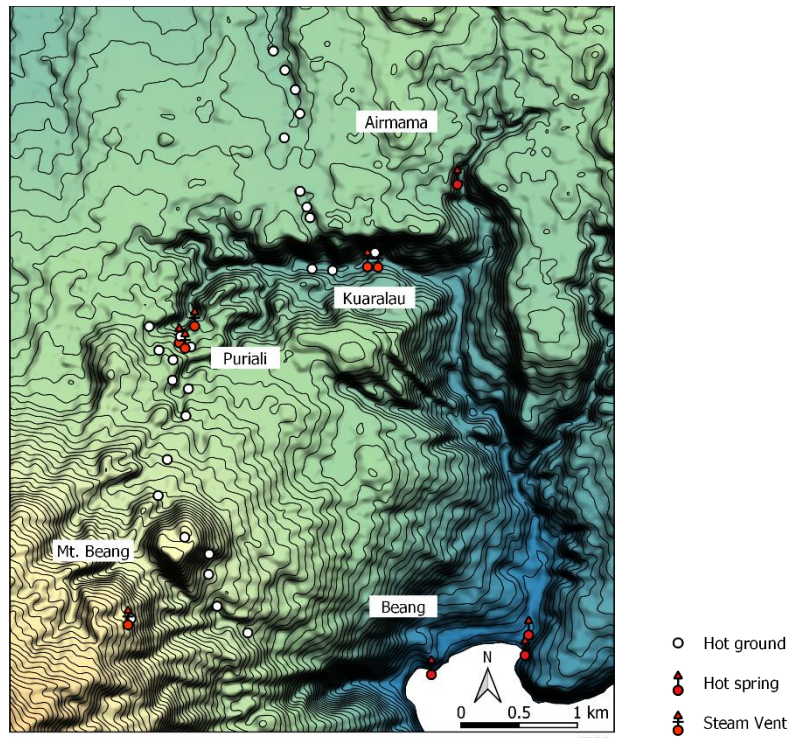 Airmama
Kuaralau
Puriali
Mt. Beang
Beang
N
0 0.5 1 km
Hot ground
Hot spring
Steam Vent